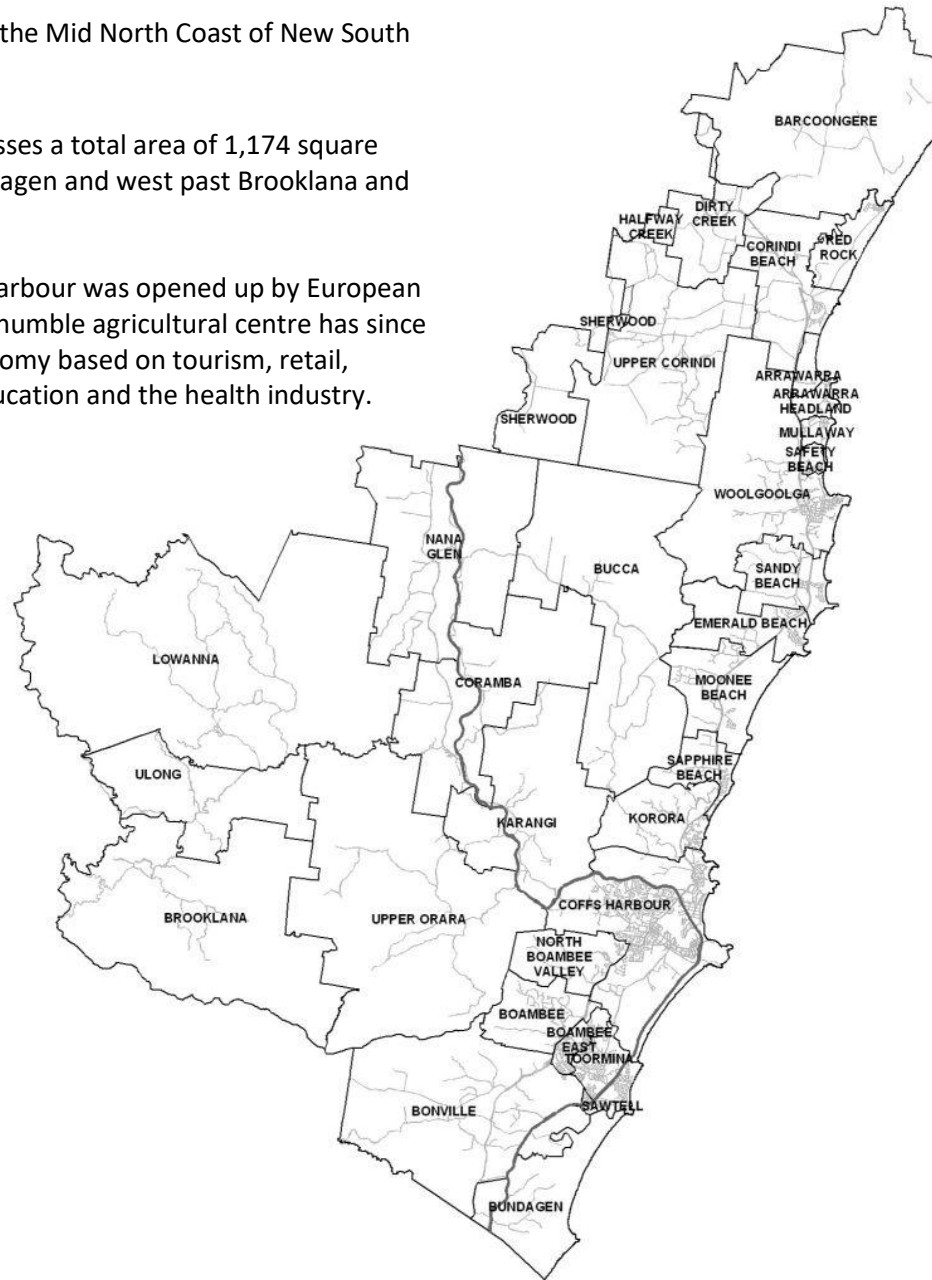 the Mid North Coast of New South
sses a total area of 1,174 square
agen and west past Brooklana and
arbour was opened up by European
humble agricultural centre has since
omy based on tourism, retail,
ucation and the health industry.
BARCOONGERE
DIRTY
CREEK
HALFWAY
CREEK
CORINDI
BEACH
RED
ROCK
SHERWOOD
UPPER CORINDI
ARRAWARRA
ARRAWARRA
HEADLAND
SHERWOOD
MULLAWAY
SAFETY
BEACH
WOOLGOOLGA
NANA
GLEN
BUCCA
SANDY
BEACH
EMERALD BEACH
LOWANNA
CORAMBA
MOONEE
BEACH
ULONG
SAPPHIRE
BEACH
KARANGI
KORORA
BROOKLANA
UPPER ORARA
COFFS HARBOUR
NORTH
BOAMBEE
VALLEY
BOAMBEE
BOAMBEE
EAST
TOORMINA
BONVILLE
SAWTELL
BUNDAGEN